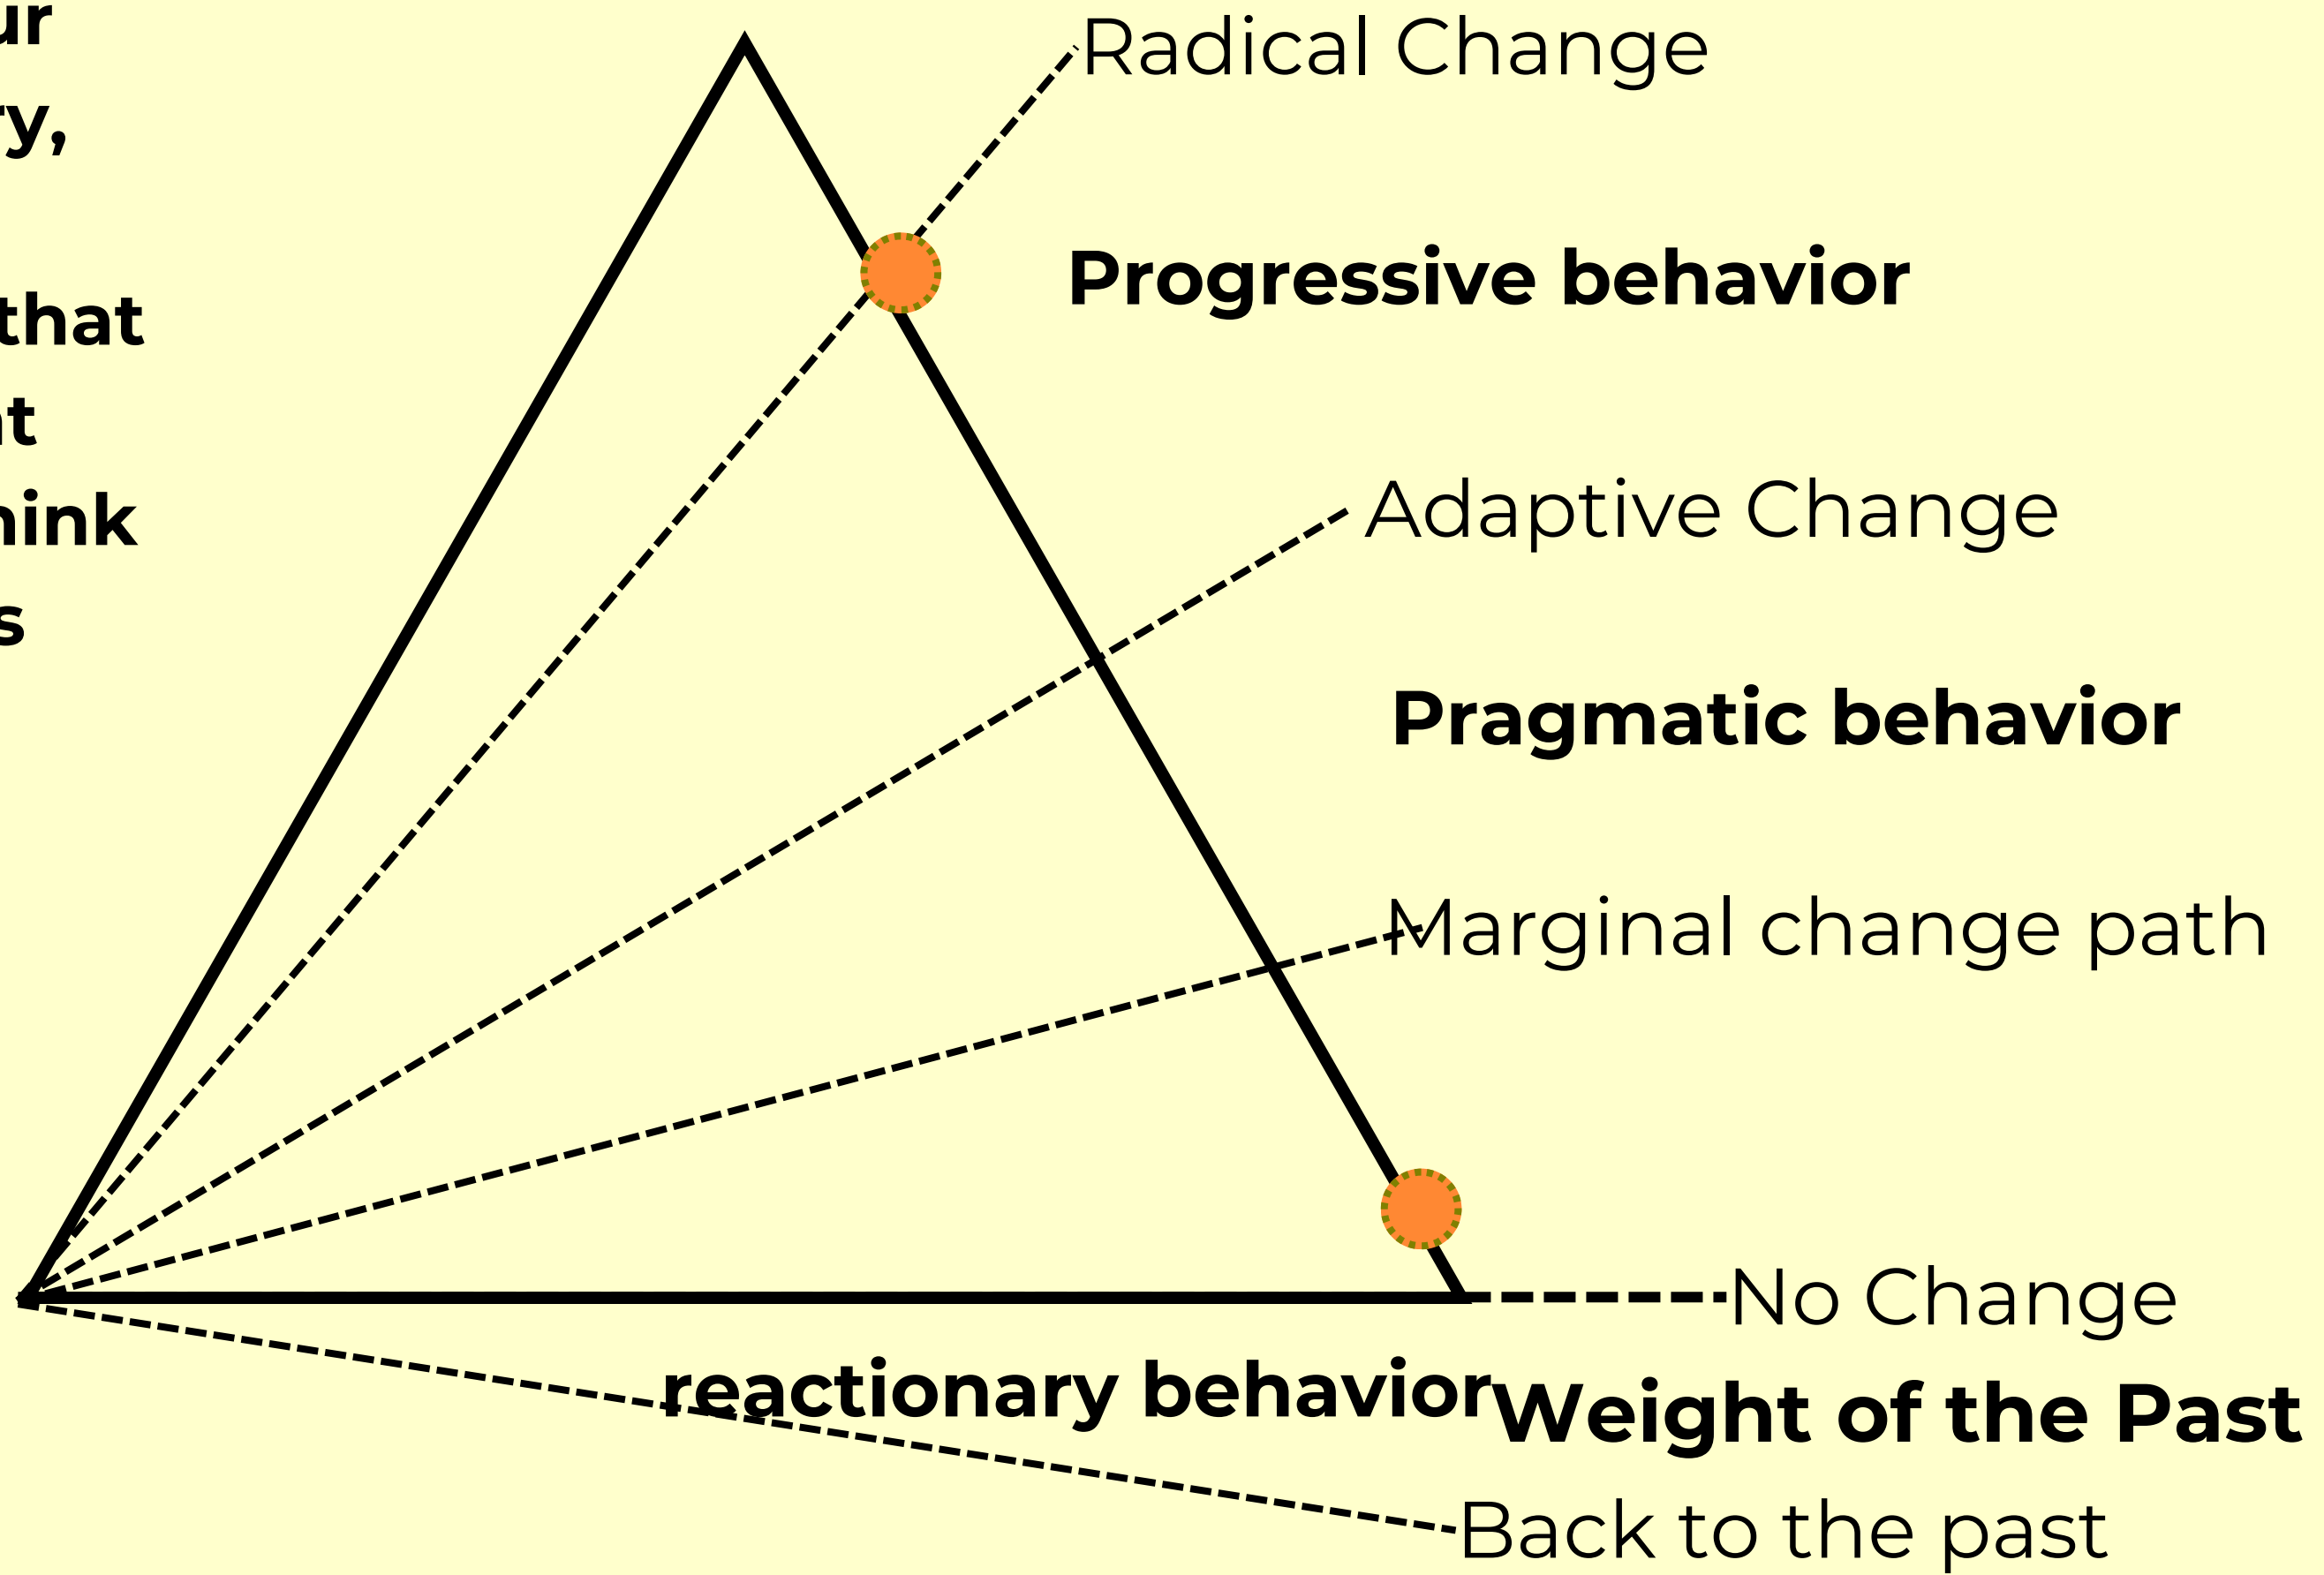 Radical Change
Progressive behavior
that
Adaptive Change
Pragmatic behavior
Marginal change path
No Change
reactionary behavior
Weight of the Past
Back to the past